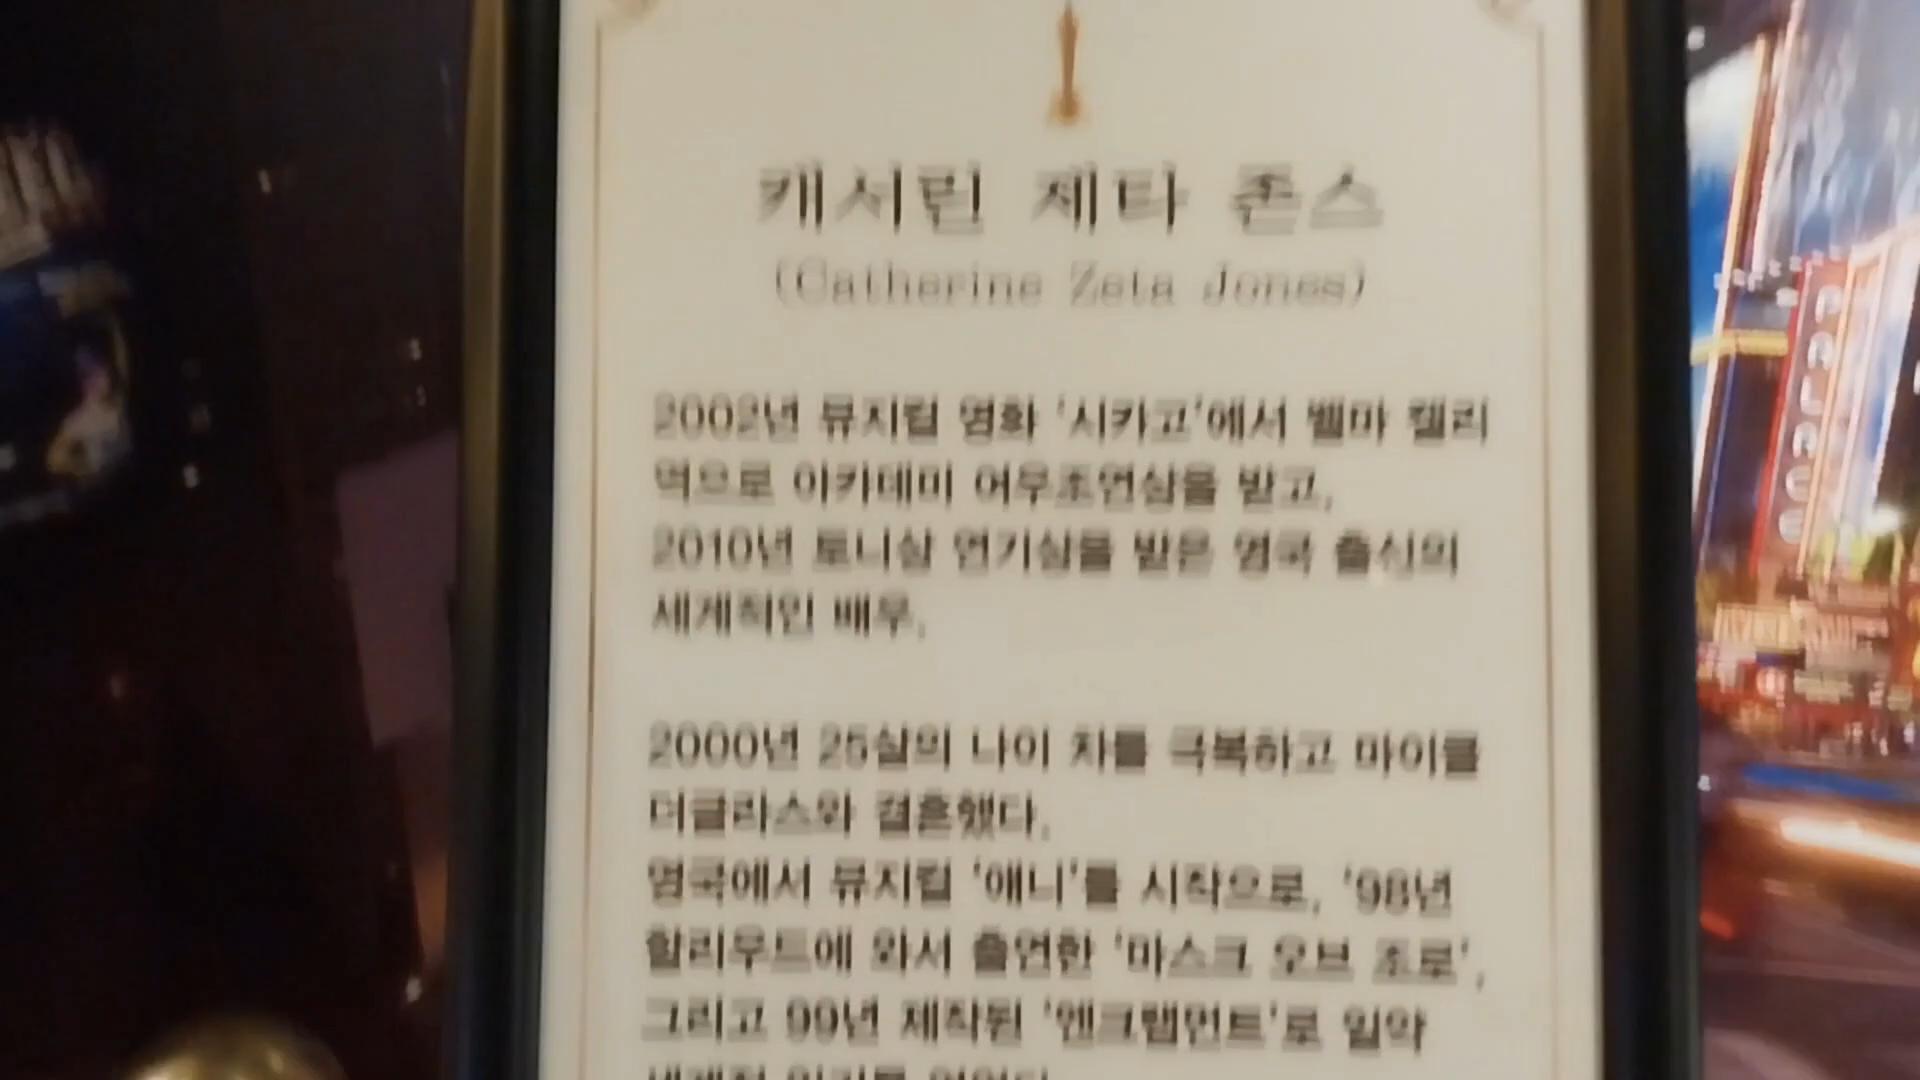 캐서린 제타 존스
(Catherine Zeta Jones)
2002년 뮤지컬 영화 '시카고'에서 벨마 켈리
역으로 아카데미 여우조연상을 받고,
2010년 토니상 연기상을 받은 영국 출신의
세계적인 배우.
2000년 25살의 나이 차를 극복하고 마이클
더글라스와 결혼했다.
영국에서 뮤지컬 '애니'를 시작으로, '98년
할리우드에 와서 출연한 '마스크 오브 조로',
그리고 99년 제작된 '엔트랩먼트'로 일약
PALACE